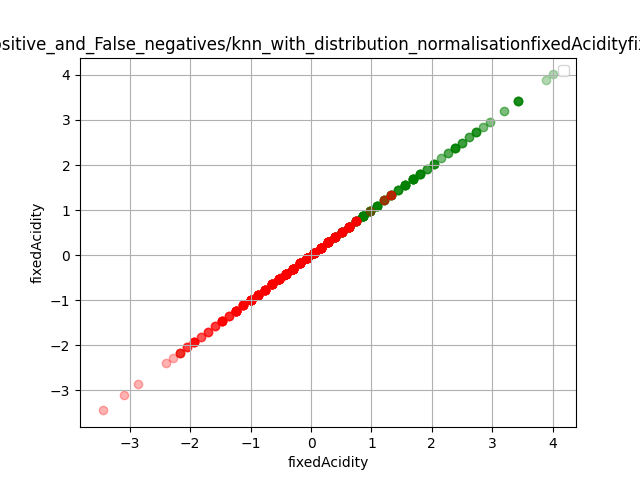 ositive_and_False_negatives/knn_with_distribution_normalisationfixedAcidityfi
4
3
2
1
0
−1
−2
−3
fixedAcidity
−3 −2 −1 0 1 2 3 4
fixedAcidity